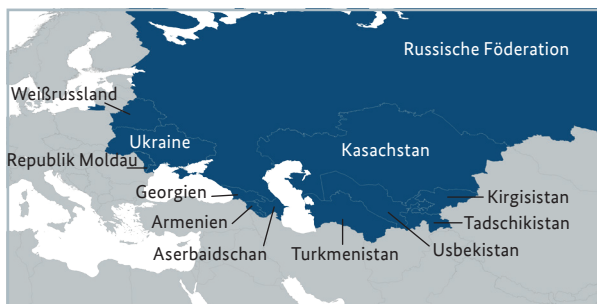 Russische Föderation
Weißrussland
Ukraine
Kasachstan
Republik Moldau
Georgien
Kirgisistan
Armenien
Tadschikistan
Aserbaidschan
Turkmenistan
Usbekistan